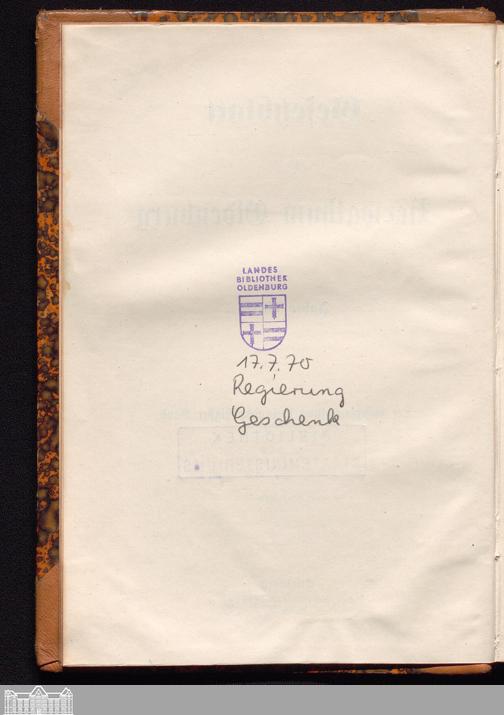 LANDES
BIBLIOTHEK
OLDENBURG
17.7.70
Regierung
Geschenk